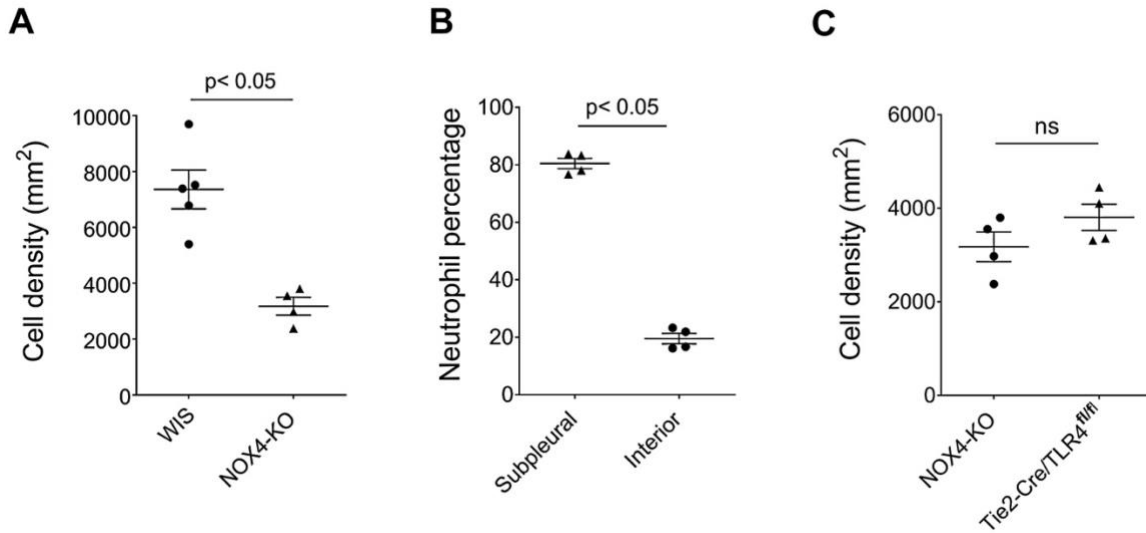 A
B
C
p< 0.05
Cell density (mm²)
10000
8000
6000
4000
2000
0
WIS
NOX4-KO
p< 0.05
Neutrophil percentage
100
80
60
40
20
0
Subpleural
Interior
ns
Cell density (mm²)
6000
4000
2000
0
NOX4-KO
Tie2-Cre/TLR4fl/fl